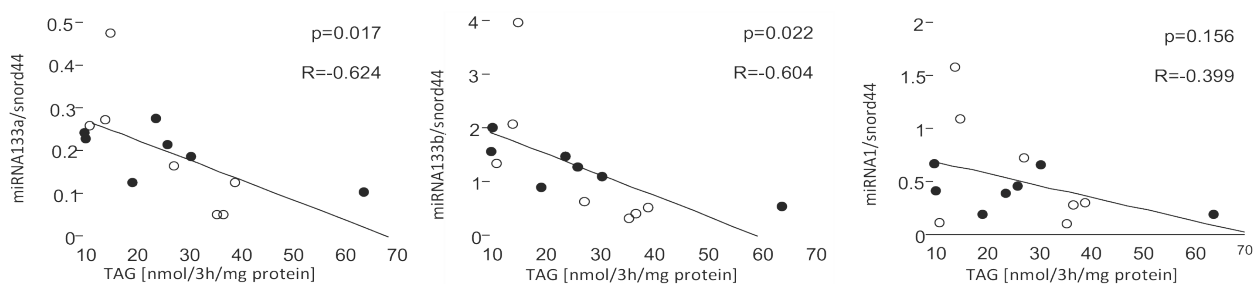 miRNA133a/snord44
0.5
0.4
0.3
0.2
0.1
0
p=0.017
R=-0.624
10 20 30 40 50 60 70
TAG [nmol/3h/mg protein]
miRNA133b/snord44
4
3
2
1
0
p=0.022
R=-0.604
10 20 30 40 50 60 70
TAG [nmol/3h/mg protein]
miRNA1/snord44
2
1.5
1
0.5
0
p=0.156
R=-0.399
10 20 30 40 50 60 70
TAG [nmol/3h/mg protein]